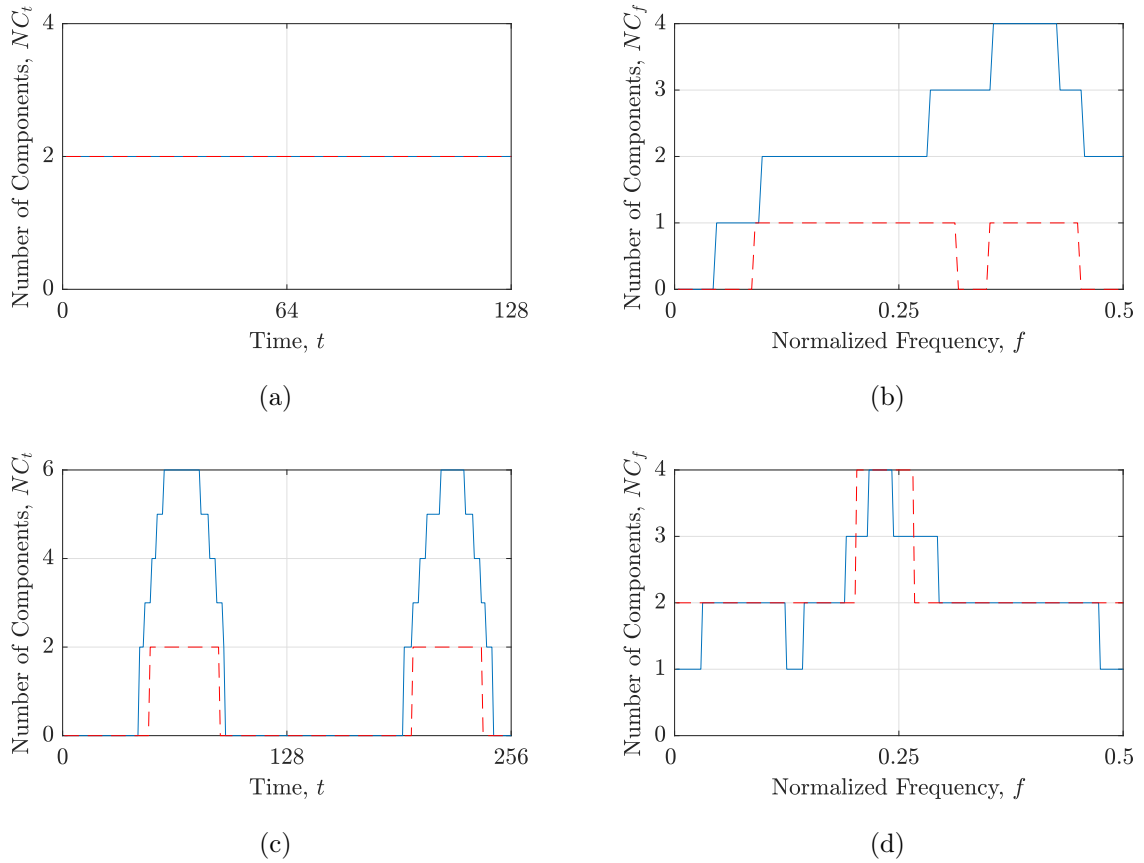 Number of Components, NC_t
4
2
0
0
64
128
Time, t
(a)
Number of Components, NC_f
4
3
2
1
0
0
0.25
0.5
Normalized Frequency, f
(b)
Number of Components, NC_t
6
4
2
0
0
128
256
Time, t
(c)
Number of Components, NC_f
4
3
2
1
0
0
0.25
0.5
Normalized Frequency, f
(d)